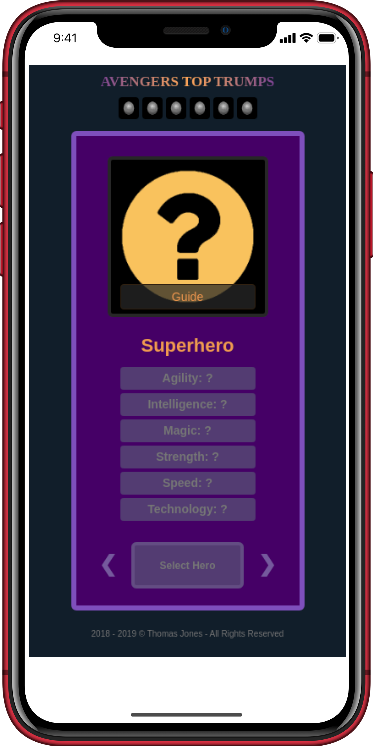 9:41
AVENGERS TOP TRUMPS
?
Guide
Superhero
Agility: ?
Intelligence: ?
Magic: ?
Strength: ?
Speed: ?
Technology: ?
❮ Select Hero ❯
2018 - 2019 © Thomas Jones - All Rights Reserved